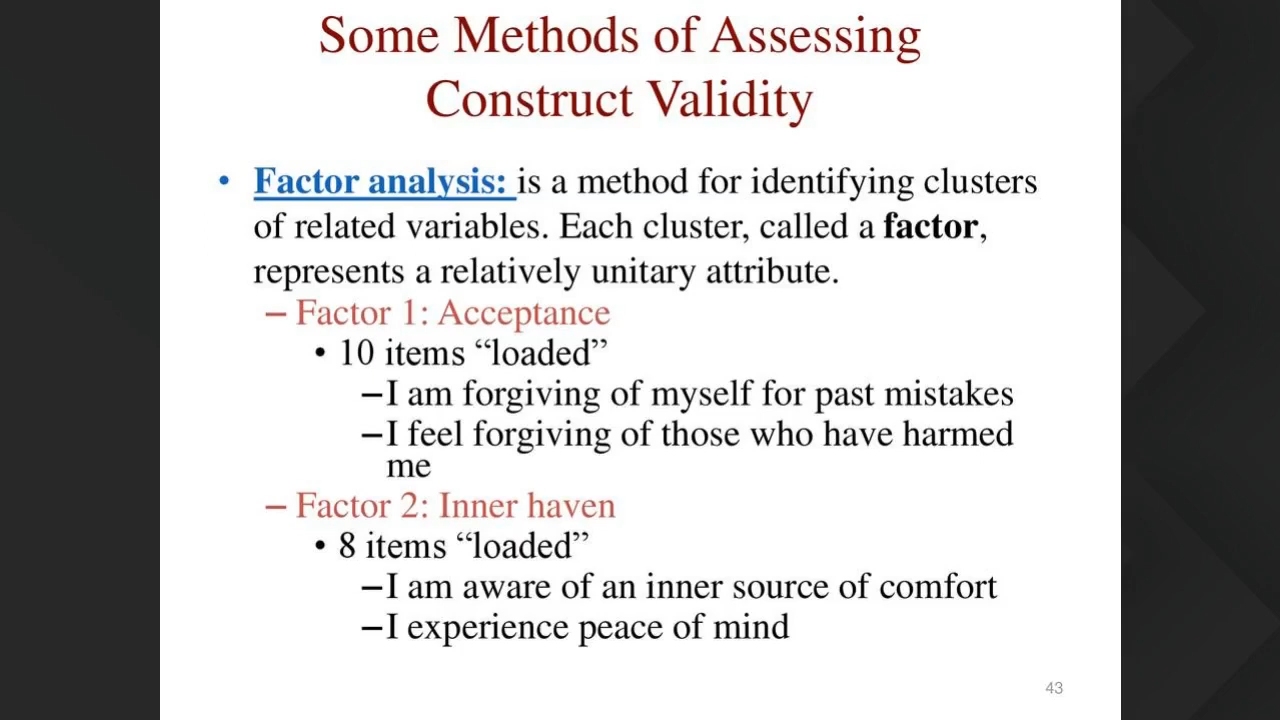 Some Methods of Assessing
Construct Validity
• Factor analysis: is a method for identifying clusters
of related variables. Each cluster, called a factor,
represents a relatively unitary attribute.
– Factor 1: Acceptance
• 10 items “loaded”
–I am forgiving of myself for past mistakes
–I feel forgiving of those who have harmed
me
– Factor 2: Inner haven
• 8 items “loaded”
–I am aware of an inner source of comfort
–I experience peace of mind
43